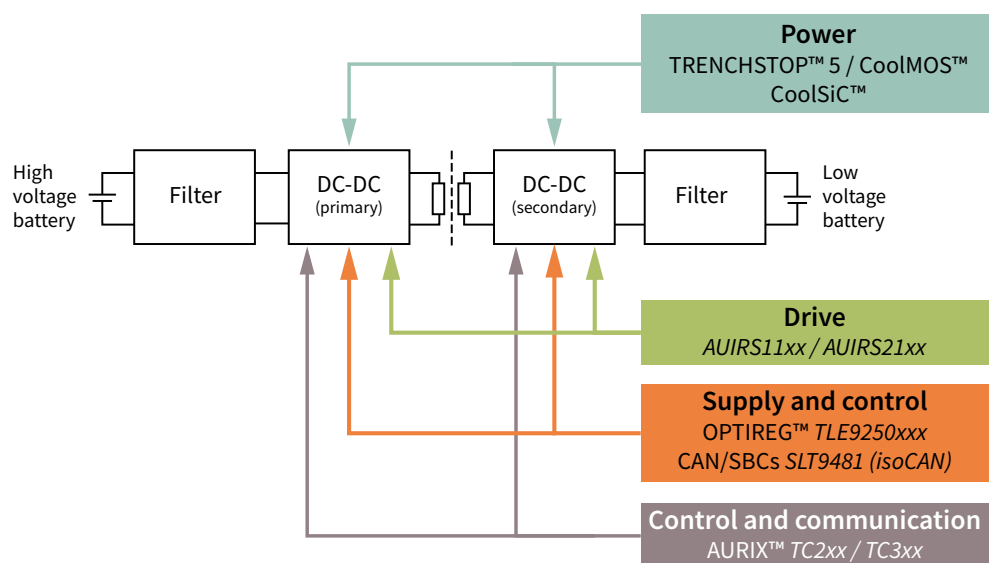 Power
TRENCHSTOP™ 5 / CoolMOS™
CoolSiC™
High
voltage
battery
Filter
DC-DC
(primary)
DC-DC
(secondary)
Filter
Low
voltage
battery
Drive
AUIRS11xx / AUIRS21xx
Supply and control
OPTIREG™ TLE9250xxx
CAN/SBCs SLT9481 (isoCAN)
Control and communication
AURIX™ TC2xx / TC3xx